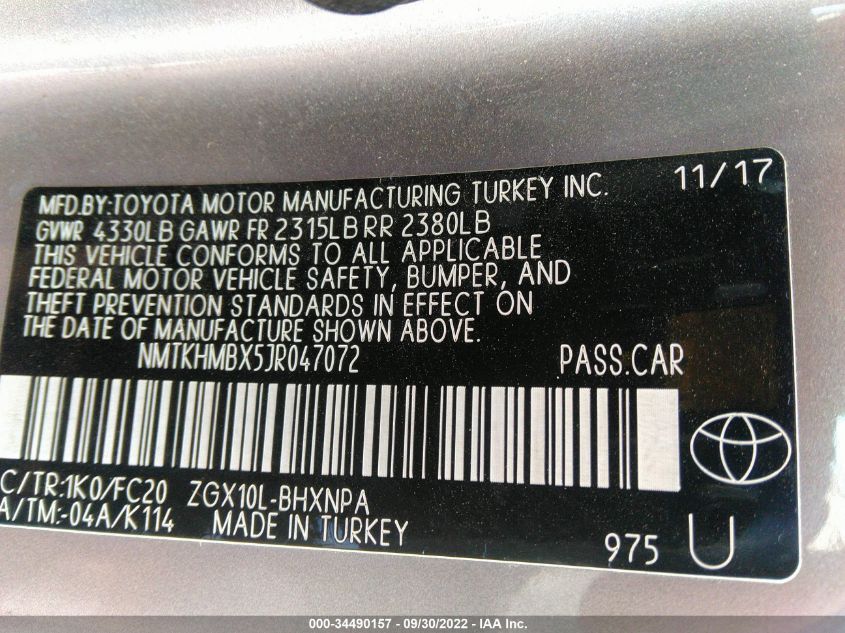 11/17
MFD.BY:TOYOTA MOTOR MANUFACTURING TURKEY INC.
GVWR 4330LB GAWR FR 2315LB RR 2380LB
THIS VEHICLE CONFORMS TO ALL APPLICABLE
FEDERAL MOTOR VEHICLE SAFETY, BUMPER, AND
THEFT PREVENTION STANDARDS IN EFFECT ON
THE DATE OF MANUFACTURE SHOWN ABOVE.
NMTKHMBX5JR047072 PASS.CAR
C/TR:1K0/FC20 ZGX10L-BHXNPA
A/TM:-04A/K114 MADE IN TURKEY
975 U
000-34490157 - 09/30/2022 - IAA Inc.